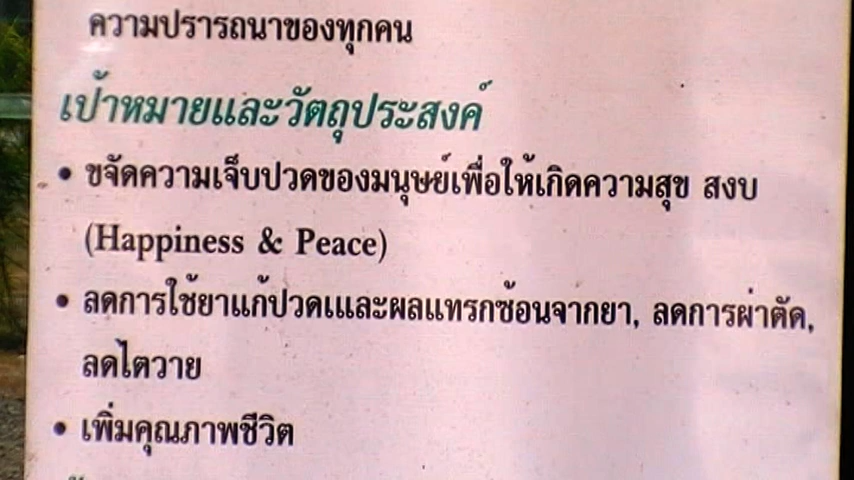 ความปรารถนาของทุกคน
เป้าหมายและวัตถุประสงค์
• ขจัดความเจ็บปวดของมนุษย์เพื่อให้เกิดความสุข สงบ
(Happiness & Peace)
• ลดการใช้ยาแก้ปวดและผลแทรกซ้อนจากยา, ลดการผ่าตัด,
ลดไตวาย
• เพิ่มคุณภาพชีวิต